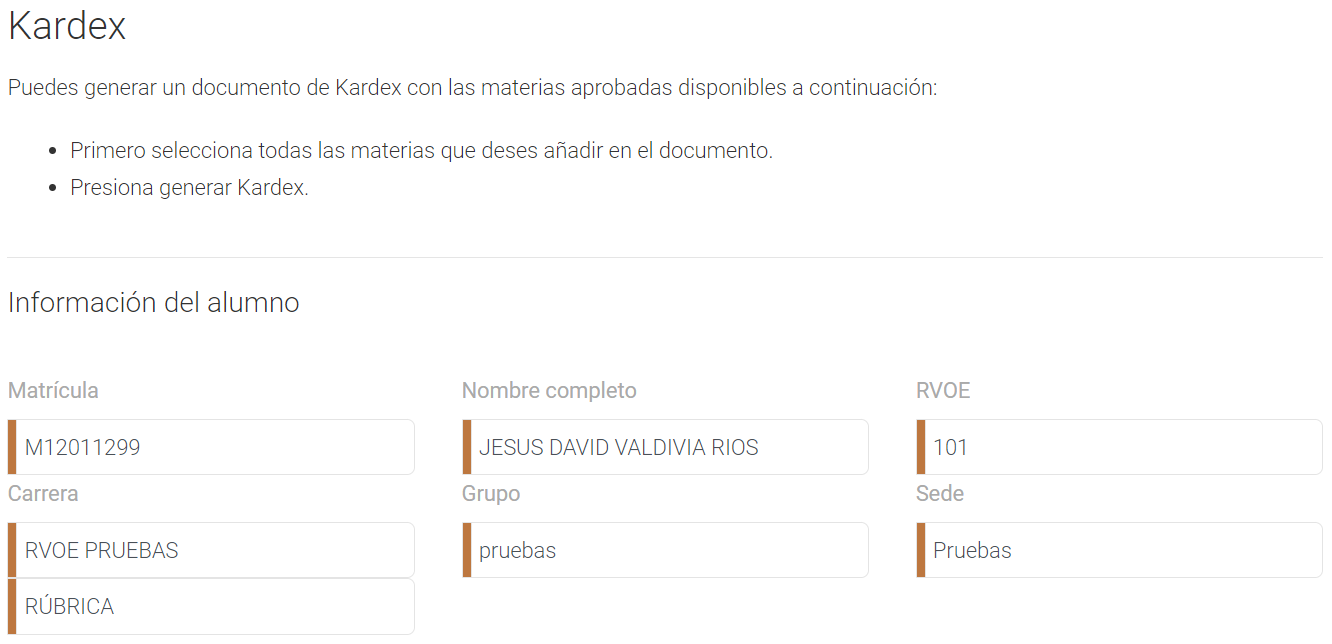 Kardex
Puedes generar un documento de Kardex con las materias aprobadas disponibles a continuación:
Primero selecciona todas las materias que deses añadir en el documento.
Presiona generar Kardex.
Información del alumno
Matrícula
Nombre completo
RVOE
M12011299
JESUS DAVID VALDIVIA RIOS
101
Carrera
Grupo
Sede
RVOE PRUEBAS
pruebas
Pruebas
RÚBRICA